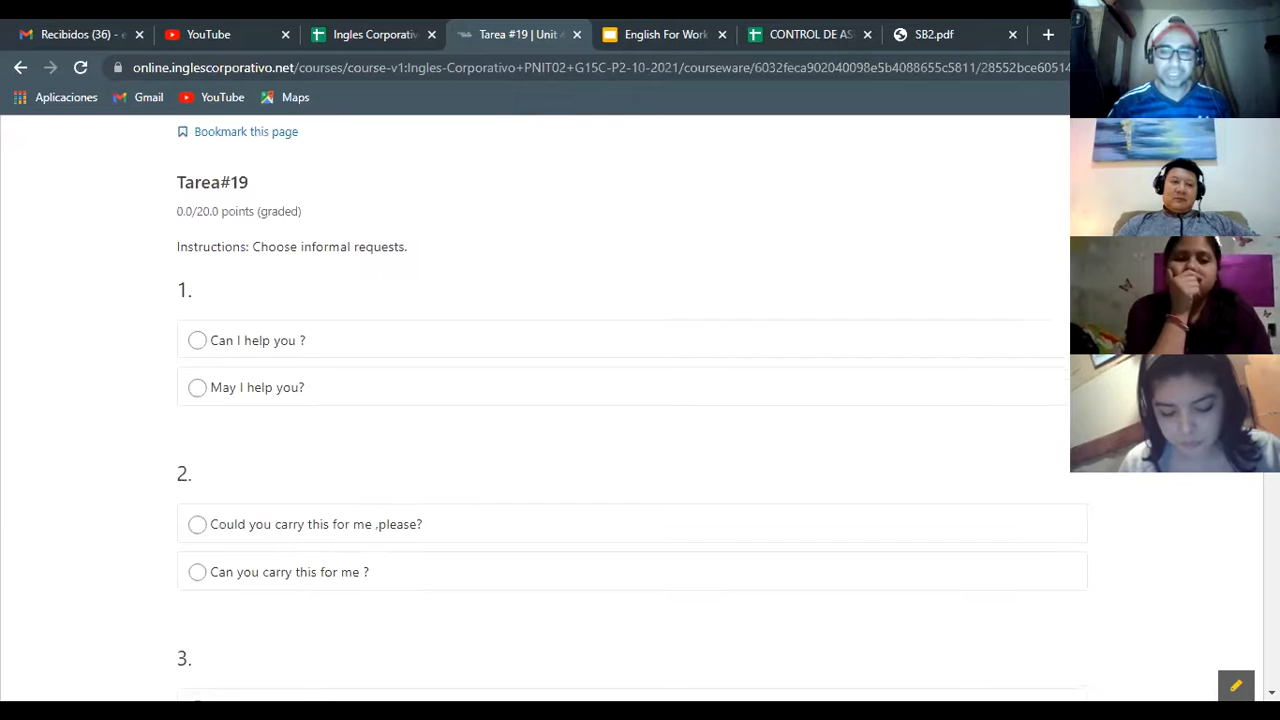 Recibidos (36) - e
YouTube
Ingles Corporativ
Tarea #19 | Unit 4
English For Work
CONTROL DE AS
SB2.pdf
online.inglescorporativo.net/courses/course-v1:Ingles-Corporativo+PNIT02+G15C-P2-10-2021/courseware/6032feca902040098e5b4088655c5811/28552bce60514
Aplicaciones
Gmail
YouTube
Maps
Bookmark this page
Tarea#19
0.0/20.0 points (graded)
Instructions: Choose informal requests.
1.
Can I help you ?
May I help you?
2.
Could you carry this for me ,please?
Can you carry this for me ?
3.